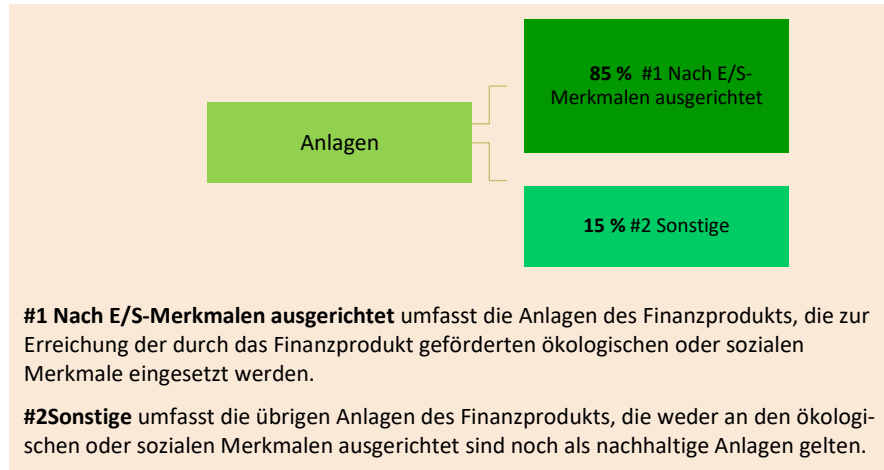 85 % #1 Nach E/S-
Merkmalen ausgerichtet
Anlagen
15 % #2 Sonstige
#1 Nach E/S-Merkmalen ausgerichtet umfasst die Anlagen des Finanzprodukts, die zur
Erreichung der durch das Finanzprodukt geförderten ökologischen oder sozialen
Merkmale eingesetzt werden.
#2Sonstige umfasst die übrigen Anlagen des Finanzprodukts, die weder an den ökologi-
schen oder sozialen Merkmalen ausgerichtet sind noch als nachhaltige Anlagen gelten.